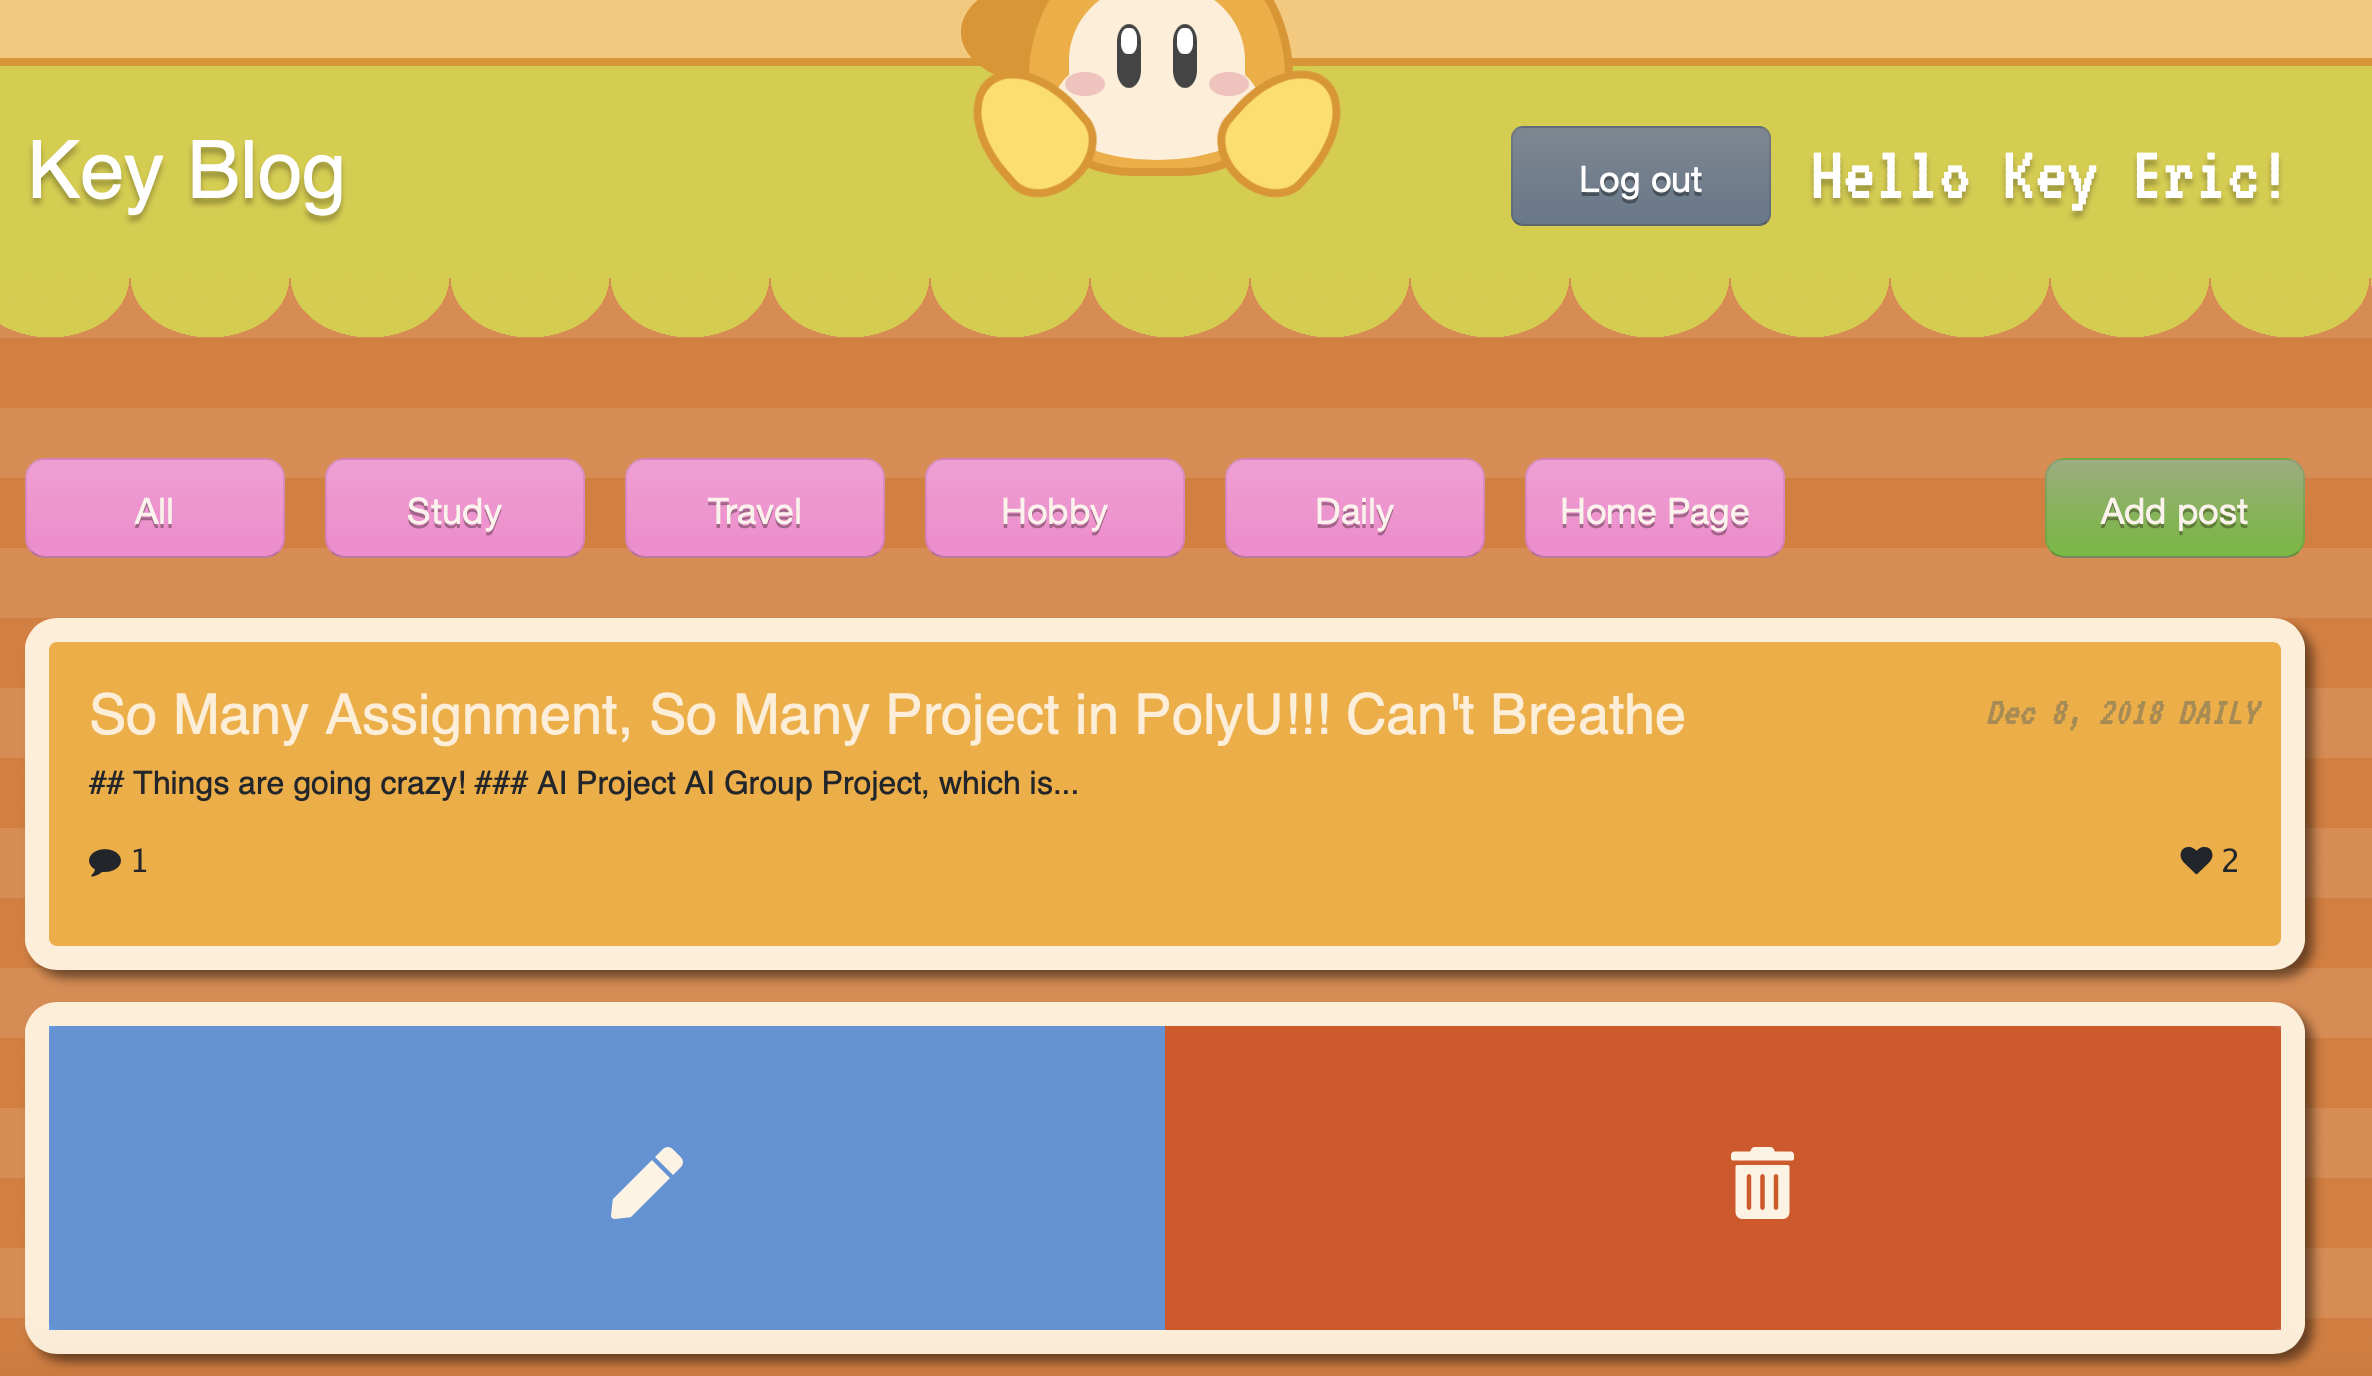 Key Blog
Log out
Hello Key Eric!
All
Study
Travel
Hobby
Daily
Home Page
Add post
So Many Assignment, So Many Project in PolyU!!! Can't Breathe
Dec 8, 2018 DAILY
## Things are going crazy! ### AI Project AI Group Project, which is...
1
2